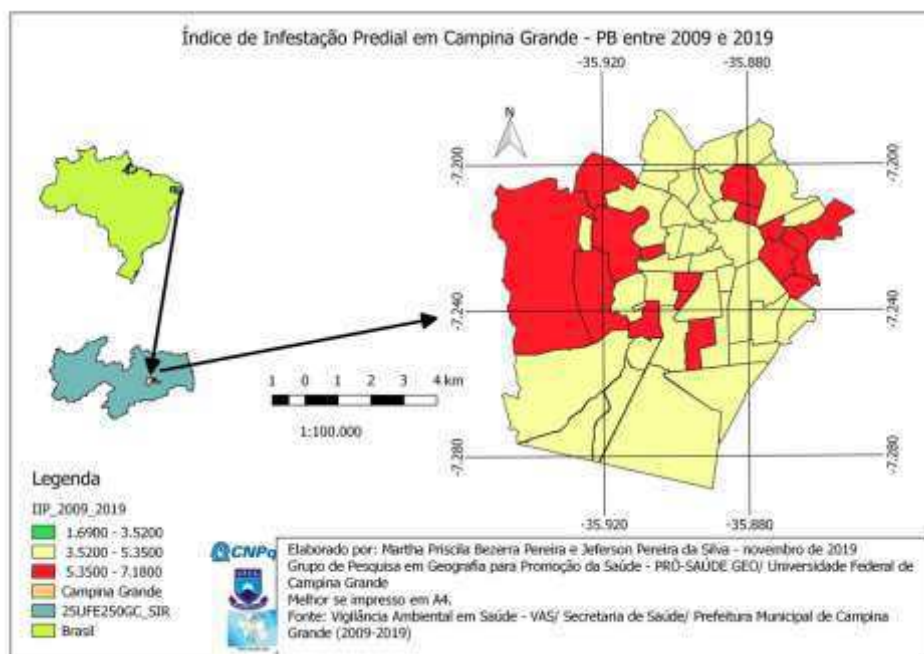 Índice de Infestação Predial em Campina Grande - PB entre 2009 e 2019
-35.920 -35.880
N
-7.200 -7.200
-7.240 -7.240
1 0 1 2 3 4 km
1:100.000
-7.280 -7.280
-35.920 -35.880
Legenda
IIP_2009_2019
1.6900 - 3.5200
3.5200 - 5.3500
5.3500 - 7.1800
Campina Grande
25UFE250GC_SIR
Brasil
CNPq
Elaborado por: Martha Priscila Bezerra Pereira e Jeferson Pereira da Silva - novembro de 2019
Grupo de Pesquisa em Geografia para Promoção da Saúde - PRÓ-SAÚDE GEO/ Universidade Federal de
Campina Grande
Melhor se impresso em A4.
Fonte: Vigilância Ambiental em Saúde - VAS/ Secretaria de Saúde/ Prefeitura Municipal de Campina
Grande (2009-2019)